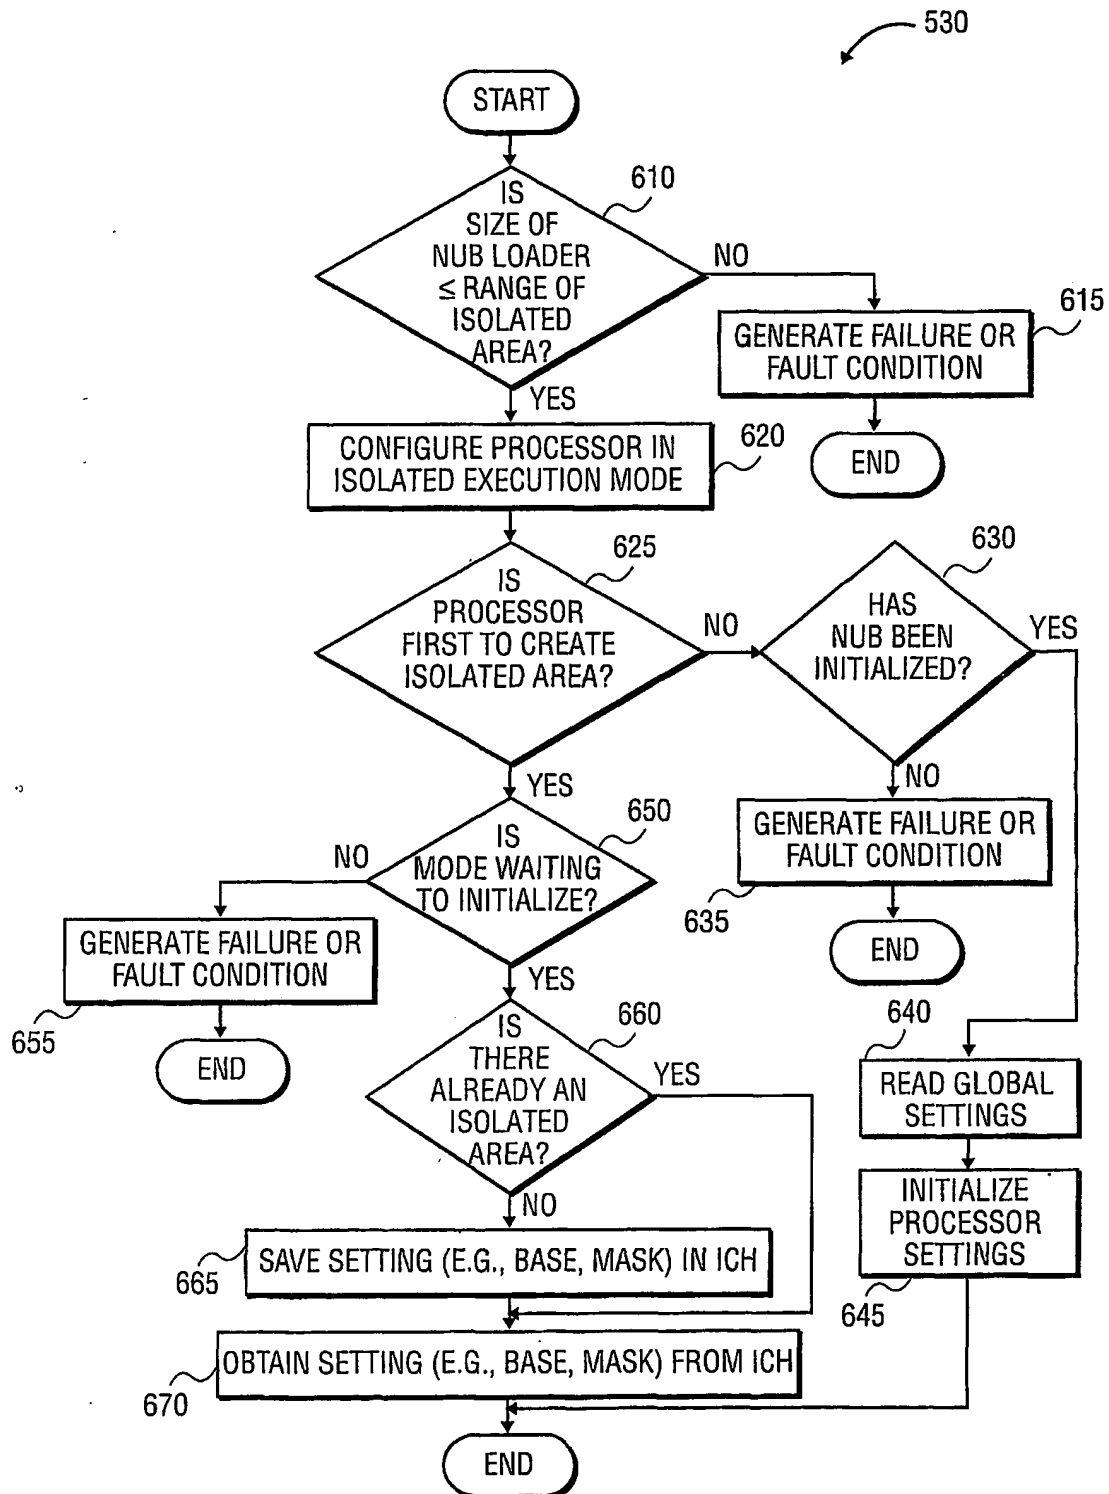 530
START
610
IS
SIZE OF
NUB LOADER
≤ RANGE OF
ISOLATED
AREA?
NO
615
GENERATE FAILURE OR
FAULT CONDITION
END
YES
620
CONFIGURE PROCESSOR IN
ISOLATED EXECUTION MODE
625
IS
PROCESSOR
FIRST TO CREATE
ISOLATED AREA?
NO
630
HAS
NUB BEEN
INITIALIZED?
YES
NO
GENERATE FAILURE OR
FAULT CONDITION
635
END
YES
650
IS
MODE WAITING
TO INITIALIZE?
NO
GENERATE FAILURE OR
FAULT CONDITION
655
END
YES
660
IS
THERE
ALREADY AN
ISOLATED
AREA?
YES
640
READ GLOBAL
SETTINGS
INITIALIZE
PROCESSOR
SETTINGS
645
NO
SAVE SETTING (E.G., BASE, MASK) IN ICH
665
OBTAIN SETTING (E.G., BASE, MASK) FROM ICH
670
END